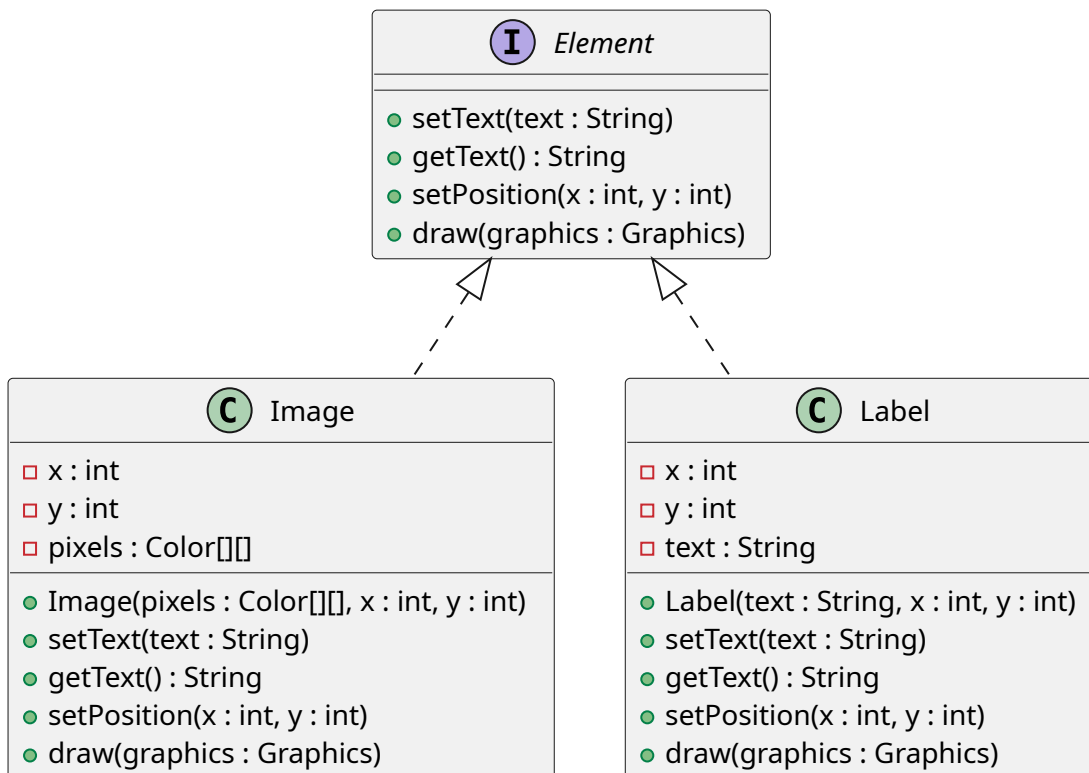 I Element
setText(text : String)
getText() : String
setPosition(x : int, y : int)
draw(graphics : Graphics)
C Image
x : int
y : int
pixels : Color[][]
Image(pixels : Color[][], x : int, y : int)
setText(text : String)
getText() : String
setPosition(x : int, y : int)
draw(graphics : Graphics)
C Label
x : int
y : int
text : String
Label(text : String, x : int, y : int)
setText(text : String)
getText() : String
setPosition(x : int, y : int)
draw(graphics : Graphics)